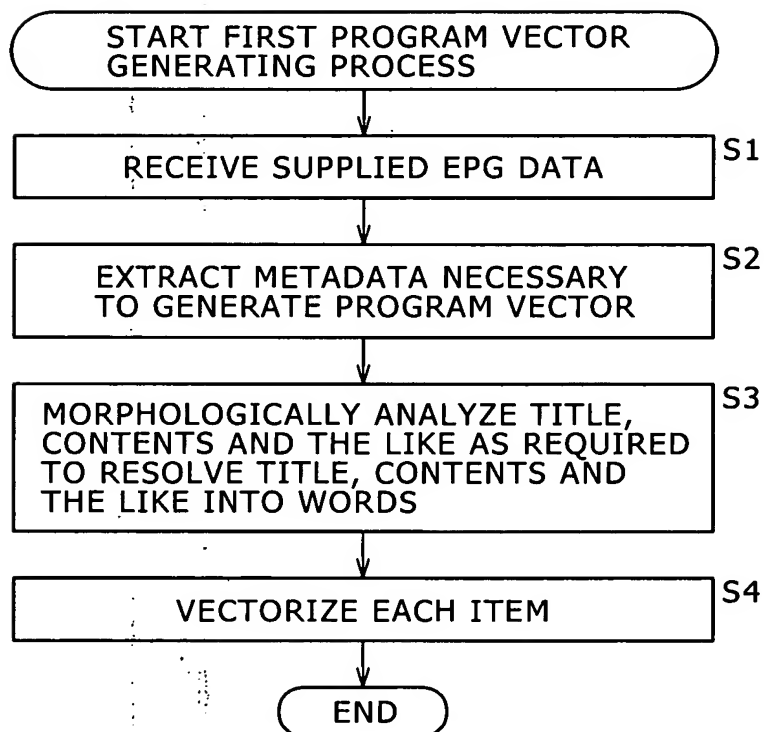 START FIRST PROGRAM VECTOR
GENERATING PROCESS
S1
RECEIVE SUPPLIED EPG DATA
S2
EXTRACT METADATA NECESSARY
TO GENERATE PROGRAM VECTOR
S3
MORPHOLOGICALLY ANALYZE TITLE,
CONTENTS AND THE LIKE AS REQUIRED
TO RESOLVE TITLE, CONTENTS AND
THE LIKE INTO WORDS
S4
VECTORIZE EACH ITEM
END